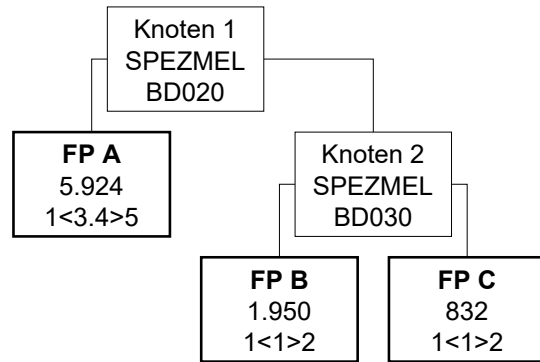 Knoten 1
SPEZMEL
BD020
FP A
5.924
1<3.4>5
Knoten 2
SPEZMEL
BD030
FP B
1.950
1<1>2
FP C
832
1<1>2